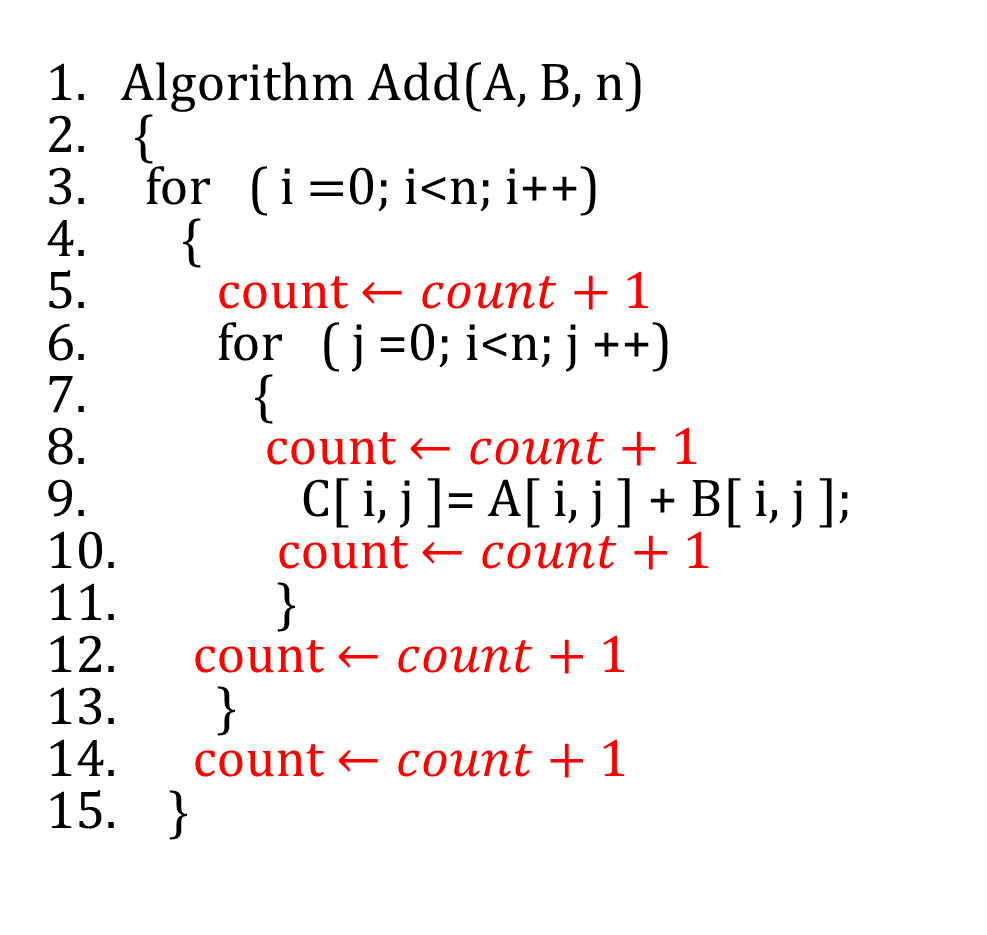 1. Algorithm Add(A, B, n)
2. {
3. for ( i =0; i<n; i++)
4. {
5. count ← count + 1
6. for ( j =0; i<n; j ++)
7. {
8. count ← count + 1
9. C[ i, j ]= A[ i, j ] + B[ i, j ];
10. count ← count + 1
11. }
12. count ← count + 1
13. }
14. count ← count + 1
15. }